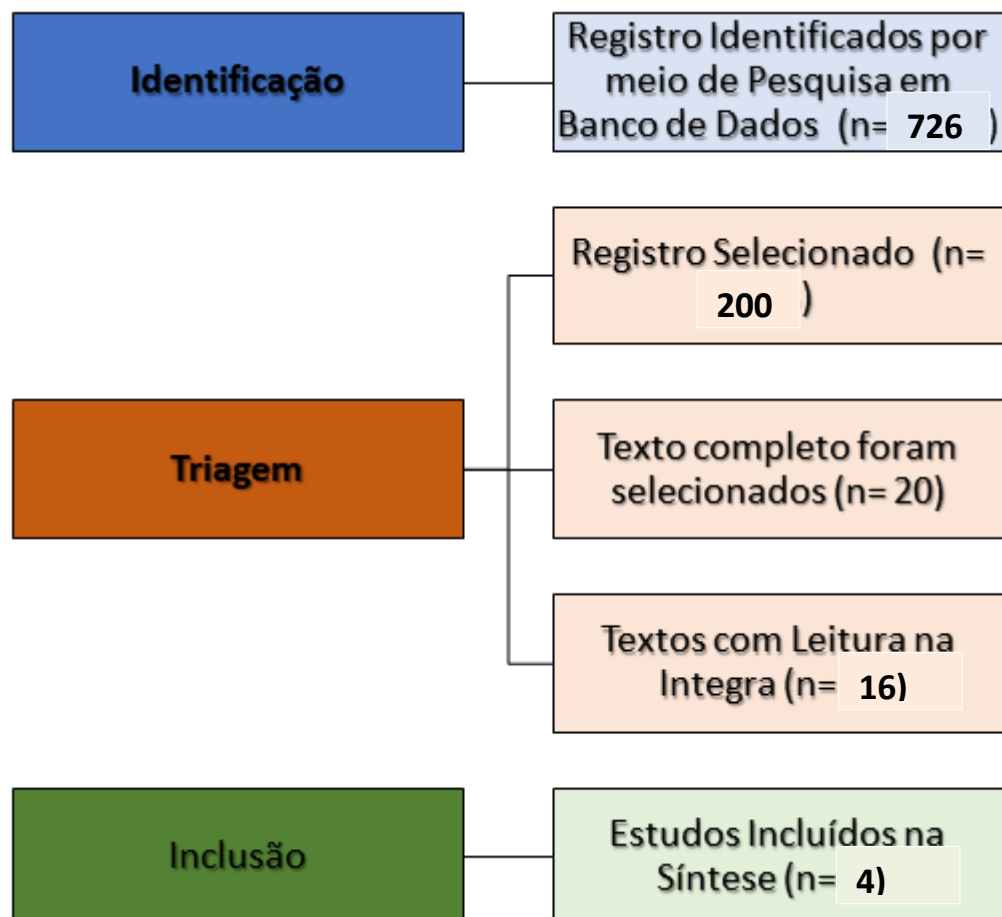 Identificação
Registro Identificados por
meio de Pesquisa em
Banco de Dados (n= 726 )
Registro Selecionado (n=
200 )
Triagem
Texto completo foram
selecionados (n= 20)
Textos com Leitura na
Integra (n= 16)
Inclusão
Estudos Incluídos na
Síntese (n= 4)